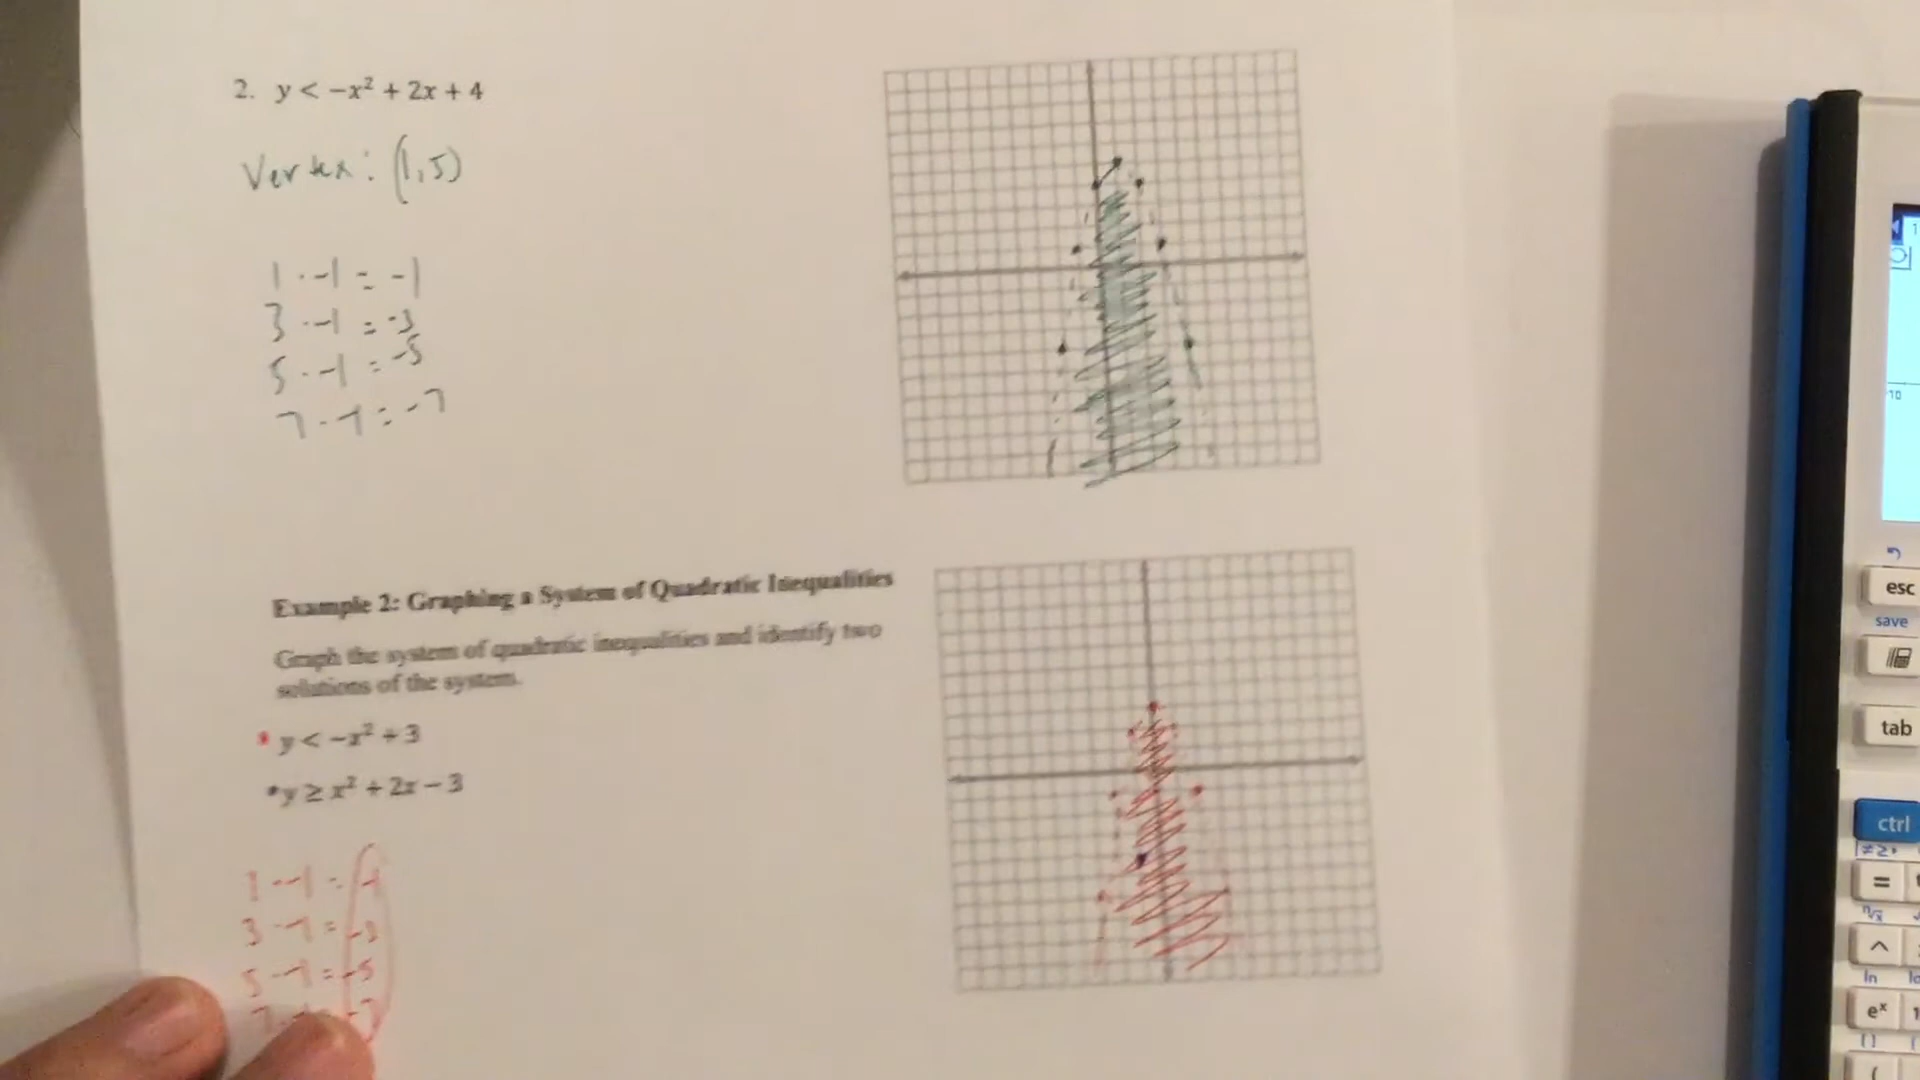 2. y < −x² + 2x + 4
Vertex: (1,5)
1 · -1 = -1
3 · -1 = -3
5 · -1 = -5
7 · -1 = -7
Example 2: Graphing a System of Quadratic Inequalities
Graph the system of quadratic inequalities and identify two
solutions of the system.
* y < −x² + 3
*y ≥ x² + 2x − 3
1 · -1 = -1
3 · -1 = -3
5 · -1 = -5
-7
esc
save
tab
ctrl
=
^
ln
eˣ